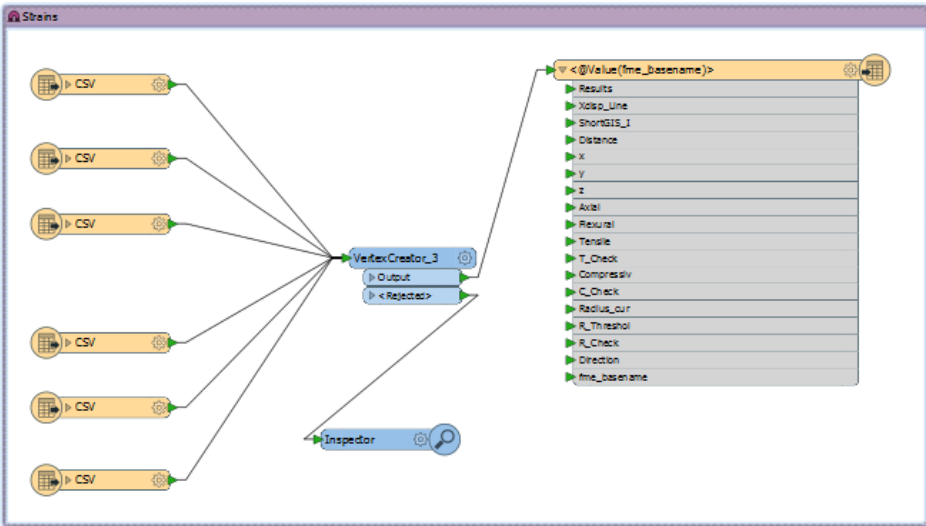 Strains
CSV
CSV
CSV
CSV
CSV
CSV
VertexCreator_3
Output
<Rejected>
Inspector
<@Value(fme_basename)>
Results
Xdisp_Line
ShortGIS_I
Distance
x
y
z
Axial
Flexural
Tensile
T_Check
Compressiv
C_Check
Radius_cur
R_Threshol
R_Check
Direction
fme_basename